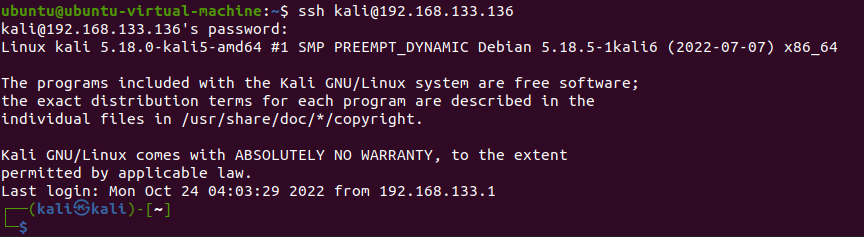 ubuntu@ubuntu-virtual-machine:~$ ssh kali@192.168.133.136
kali@192.168.133.136's password:
Linux kali 5.18.0-kali5-amd64 #1 SMP PREEMPT_DYNAMIC Debian 5.18.5-1kali6 (2022-07-07) x86_64

The programs included with the Kali GNU/Linux system are free software;
the exact distribution terms for each program are described in the
individual files in /usr/share/doc/*/copyright.

Kali GNU/Linux comes with ABSOLUTELY NO WARRANTY, to the extent
permitted by applicable law.
Last login: Mon Oct 24 04:03:29 2022 from 192.168.133.1
┌──(kali㉿kali)-[~]
└─$